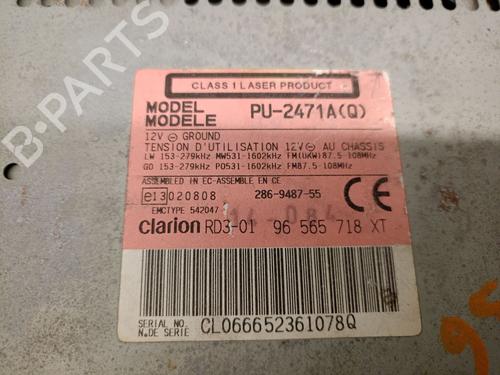 CLASS 1 LASER PRODUCT
MODEL
MODELE
PU-2471A(Q)
12V ⊖ GROUND
TENSION D'UTILISATION 12V ⊖ AU CHASSIS
LW 153-279kHz MW531-1602kHz FM(UKW)87.5-108MHz
GO 153-279kHz PO531-1602kHz FM87.5-108MHz
ASSEMBLED IN EC-ASSEMBLE EN CE
e13 020808 286-9487-55 CE
EMCTYPE 542047
clarion RD3-01 96 565 718 XT
SERIAL NO.
N.DE SERIE
CL066652361078Q
B-PARTS